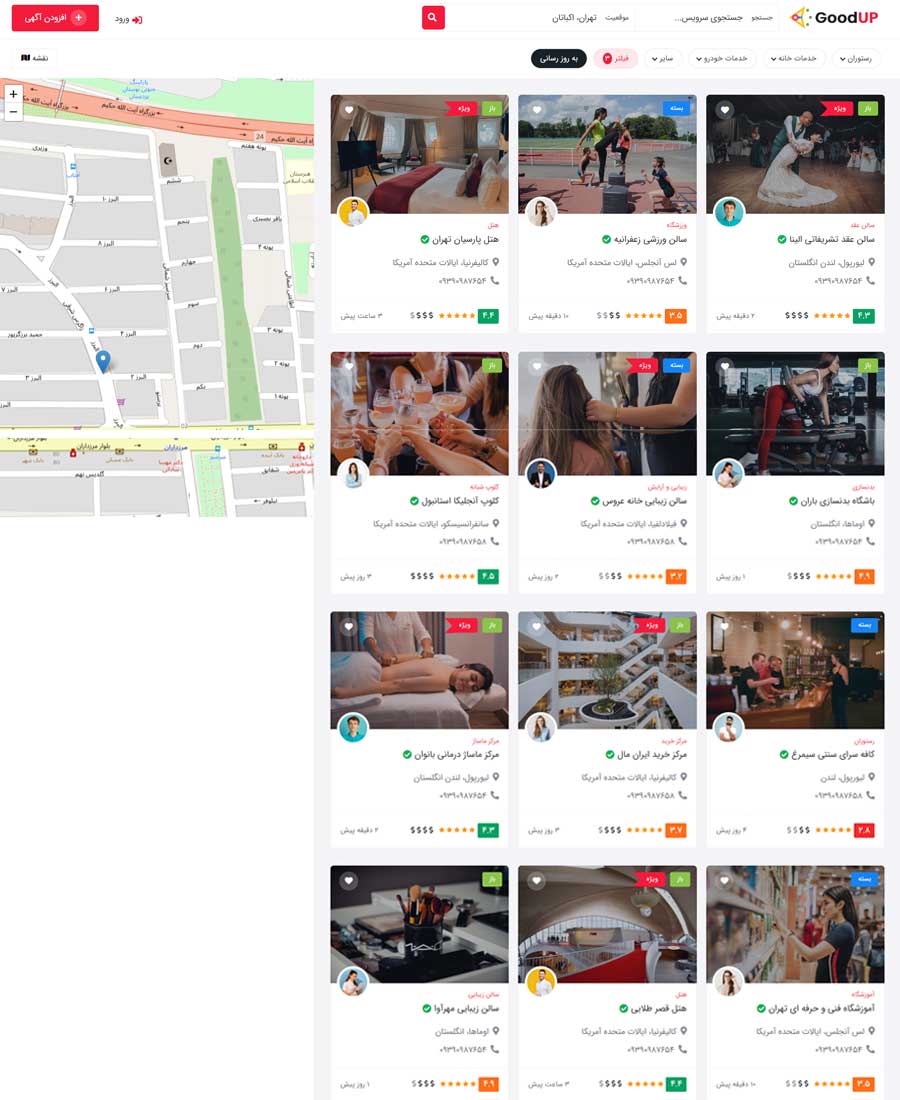 GoodUP
جستجو
جستجوی سرویس...
موقعیت
تهران، اکباتان
ورود
افزودن آگهی
رستوران
خدمات خانه
خدمات خودرو
سایر
فیلتر ۳
به روز رسانی
نقشه
باز
ویژه
سالن عقد
سالن عقد تشریفاتی الینا
لیورپول، لندن انگلستان
۰۹۳۹۰۹۸۷۶۵۴
۴.۳
$$$$
۲ دقیقه پیش
بسته
ورزشگاه
سالن ورزشی زعفرانیه
لس آنجلس، ایالات متحده آمریکا
۰۹۳۹۰۹۸۷۶۵۴
۳.۵
$$$$
۱۰ دقیقه پیش
باز
ویژه
هتل
هتل پارسیان تهران
کالیفرنیا، ایالات متحده آمریکا
۰۹۳۹۰۹۸۷۶۵۴
۴.۴
$$$$
۳ ساعت پیش
باز
بدنسازی
باشگاه بدنسازی باران
اوماها، انگلستان
۰۹۳۹۰۹۸۷۶۵۴
۴.۹
$$$$
۱ روز پیش
بسته
ویژه
زیبایی و آرایش
سالن زیبایی خانه عروس
فیلادلفیا، ایالات متحده آمریکا
۰۹۳۹۰۹۸۷۶۵۸
۳.۲
$$$$
۲ روز پیش
باز
کلوپ شبانه
کلوپ آنجلیکا استانبول
سانفرانسیسکو، ایالات متحده آمریکا
۰۹۳۹۰۹۸۷۶۵۸
۴.۵
$$$$
۳ روز پیش
بسته
رستوران
کافه سرای سنتی سیمرغ
لیورپول، لندن
۰۹۳۹۰۹۸۷۶۵۸
۲.۸
$$$$
۴ روز پیش
باز
ویژه
مرکز خرید
مرکز خرید ایران مال
کالیفرنیا، ایالات متحده آمریکا
۰۹۳۹۰۹۸۷۶۵۸
۳.۷
$$$$
۳ روز پیش
باز
ویژه
مرکز ماساژ
مرکز ماساژ درمانی بانوان
لیورپول، لندن انگلستان
۰۹۳۹۰۹۸۷۶۵۴
۴.۳
$$$$
۲ دقیقه پیش
بسته
آموزشگاه
آموزشگاه فنی و حرفه ای تهران
لس آنجلس، ایالات متحده آمریکا
۰۹۳۹۰۹۸۷۶۵۴
۳.۵
$$$$
۱۰ دقیقه پیش
باز
ویژه
هتل
هتل قصر طلایی
کالیفرنیا، ایالات متحده آمریکا
۰۹۳۹۰۹۸۷۶۵۴
۴.۴
$$$$
۳ ساعت پیش
باز
سالن زیبایی
سالن زیبایی مهرآوا
اوماها، انگلستان
۰۹۳۹۰۹۸۷۶۵۴
۴.۹
$$$$
۱ روز پیش
+
−
بزرگراه آیت الله حکیم
بزرگراه آیت الله حکیم
24
پونه هفتم
وزیری
ششم
البرز ۱۰
پنجم
باقر نصیری
البرز ۸
چهارم
پونه ۴
البرز ۶
سوم
البرز ۷
حمید بزرگرپور
البرز ۲
دوم
پونه ۳
البرز ۳
البرز ۲
یکم
پونه ۲
پونه ۱
02
بلوار مرزداران
بلوار مرزداران
مرزداران
گلدیس نهم
شقایق
نیلوفر